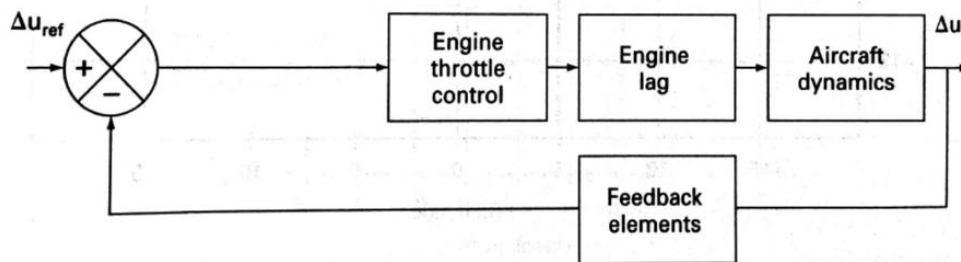 Δu_ref
+
−
Engine
throttle
control
Engine
lag
Aircraft
dynamics
Δu
Feedback
elements